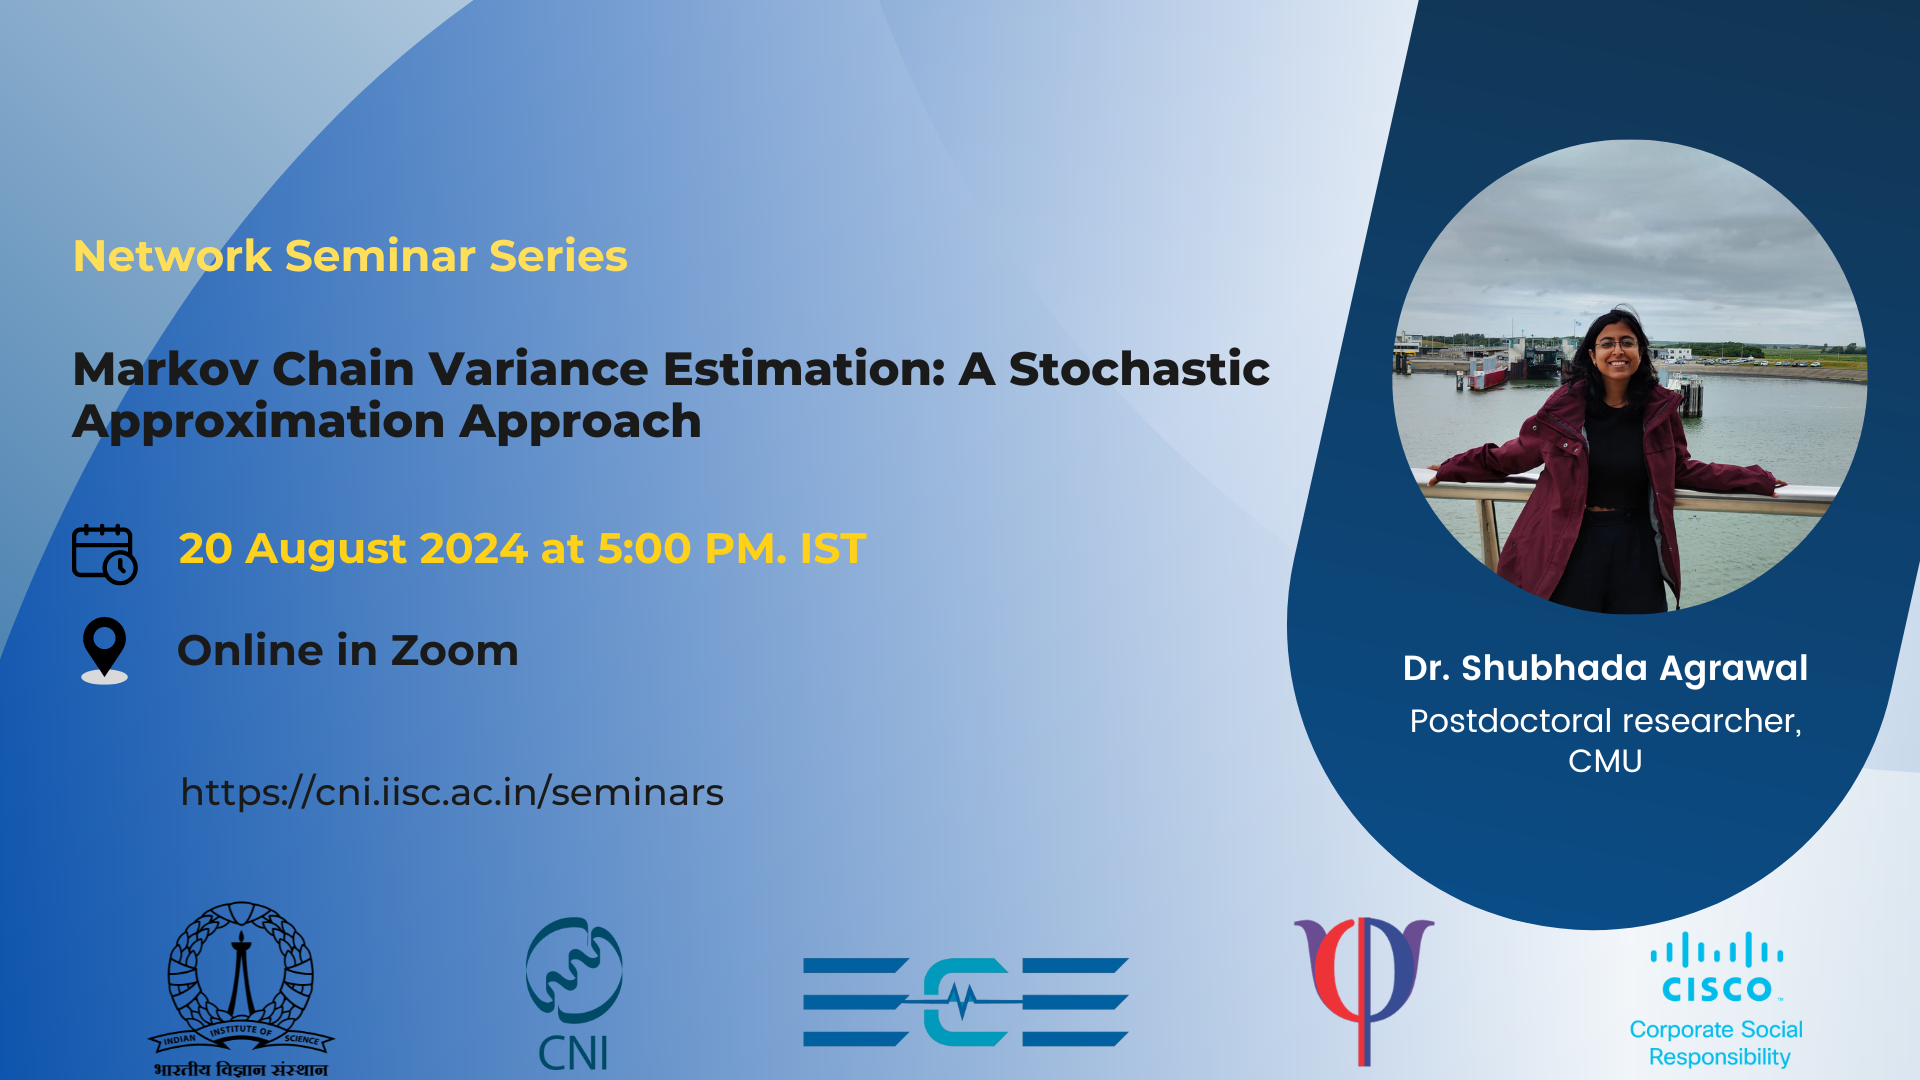 Network Seminar Series
Markov Chain Variance Estimation: A Stochastic
Approximation Approach
20 August 2024 at 5:00 PM. IST
Online in Zoom
https://cni.iisc.ac.in/seminars
Dr. Shubhada Agrawal
Postdoctoral researcher,
CMU
INDIAN INSTITUTE OF SCIENCE
भारतीय विज्ञान संस्थान
CNI
ECE
CISCO™
Corporate Social
Responsibility